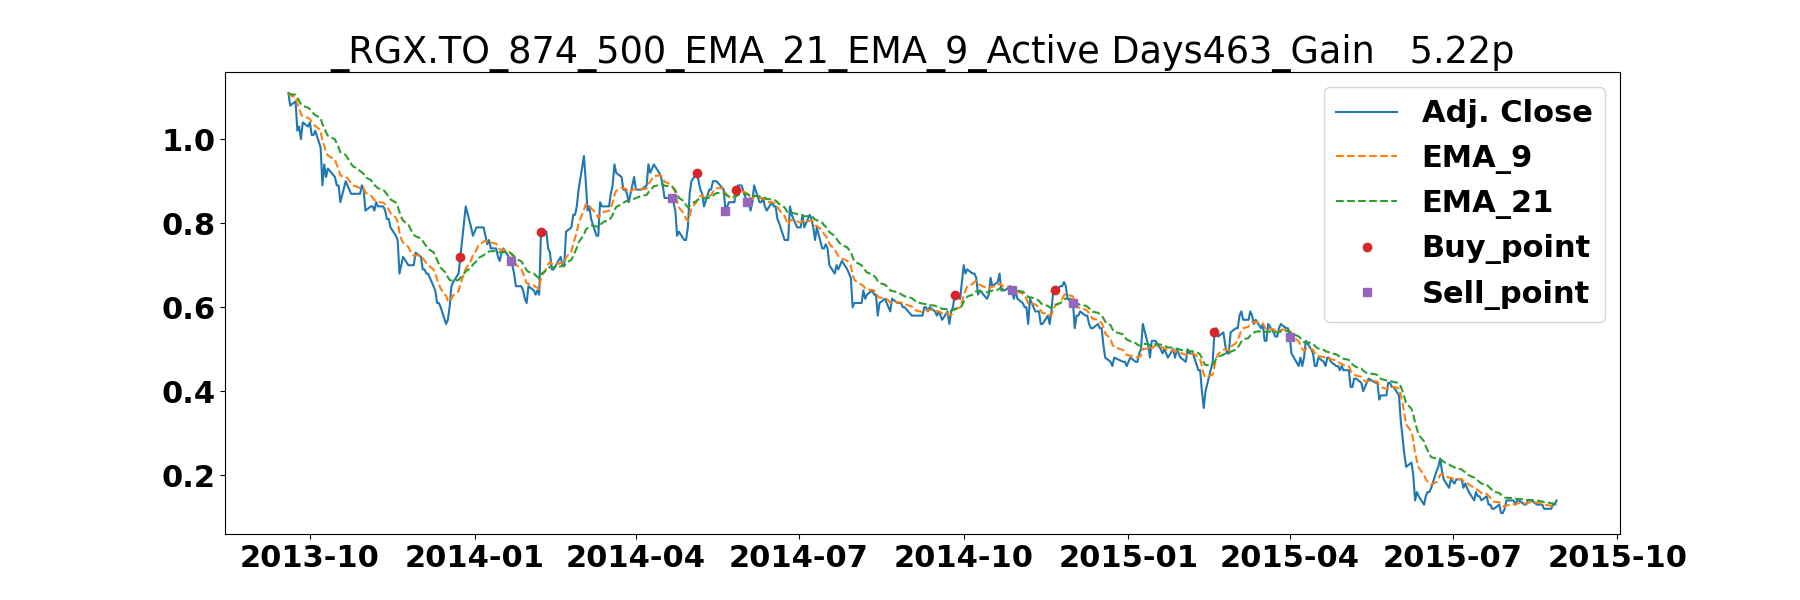 _RGX.TO_874_500_EMA_21_EMA_9_Active Days463_Gain   5.22p
Adj. Close
EMA_9
EMA_21
Buy_point
Sell_point
1.0
0.8
0.6
0.4
0.2
2013-10 2014-01 2014-04 2014-07 2014-10 2015-01 2015-04 2015-07 2015-10